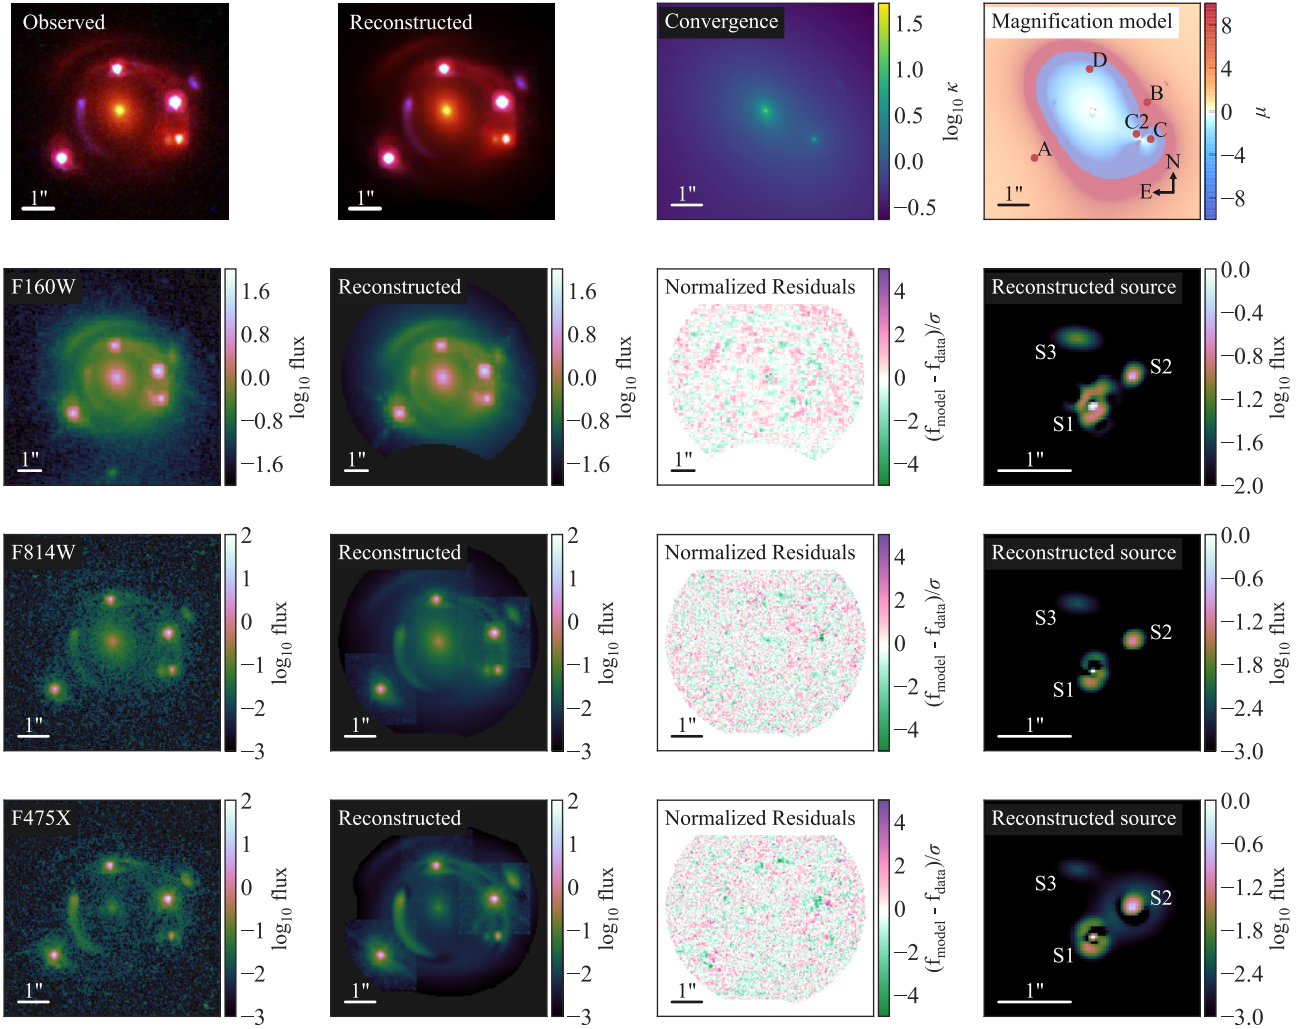 Observed
1"
Reconstructed
1"
Convergence
1"
1.5
1.0
0.5
0.0
−0.5
log₁₀ κ
Magnification model
D
B
C2
C
A
N
E
1"
8
4
0
−4
−8
μ
F160W
1"
1.6
0.8
0.0
−0.8
−1.6
log₁₀ flux
Reconstructed
1"
1.6
0.8
0.0
−0.8
−1.6
log₁₀ flux
Normalized Residuals
1"
4
2
0
−2
−4
(f_model - f_data)/σ
Reconstructed source
S3
S2
S1
1"
0.0
−0.4
−0.8
−1.2
−1.6
−2.0
log₁₀ flux
F814W
1"
2
1
0
−1
−2
−3
log₁₀ flux
Reconstructed
1"
2
1
0
−1
−2
−3
log₁₀ flux
Normalized Residuals
1"
4
2
0
−2
−4
(f_model - f_data)/σ
Reconstructed source
S3
S2
S1
1"
0.0
−0.6
−1.2
−1.8
−2.4
−3.0
log₁₀ flux
F475X
1"
2
1
0
−1
−2
−3
log₁₀ flux
Reconstructed
1"
2
1
0
−1
−2
−3
log₁₀ flux
Normalized Residuals
1"
4
2
0
−2
−4
(f_model - f_data)/σ
Reconstructed source
S3
S2
S1
1"
0.0
−0.6
−1.2
−1.8
−2.4
−3.0
log₁₀ flux